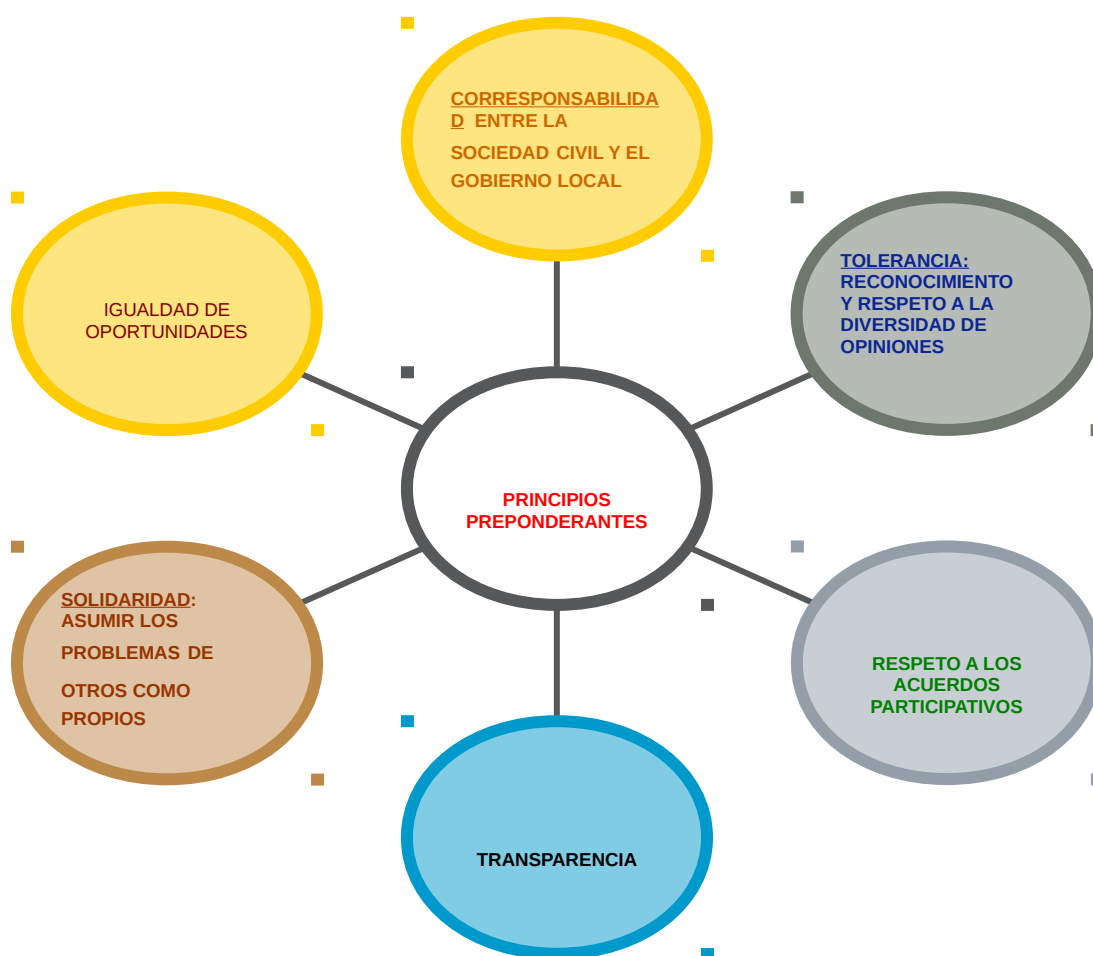 CORRESPONSABILIDA
D ENTRE LA
SOCIEDAD CIVIL Y EL
GOBIERNO LOCAL
TOLERANCIA:
RECONOCIMIENTO
Y RESPETO A LA
DIVERSIDAD DE
OPINIONES
IGUALDAD DE
OPORTUNIDADES
PRINCIPIOS
PREPONDERANTES
SOLIDARIDAD:
ASUMIR LOS
PROBLEMAS DE
OTROS COMO
PROPIOS
RESPETO A LOS
ACUERDOS
PARTICIPATIVOS
TRANSPARENCIA